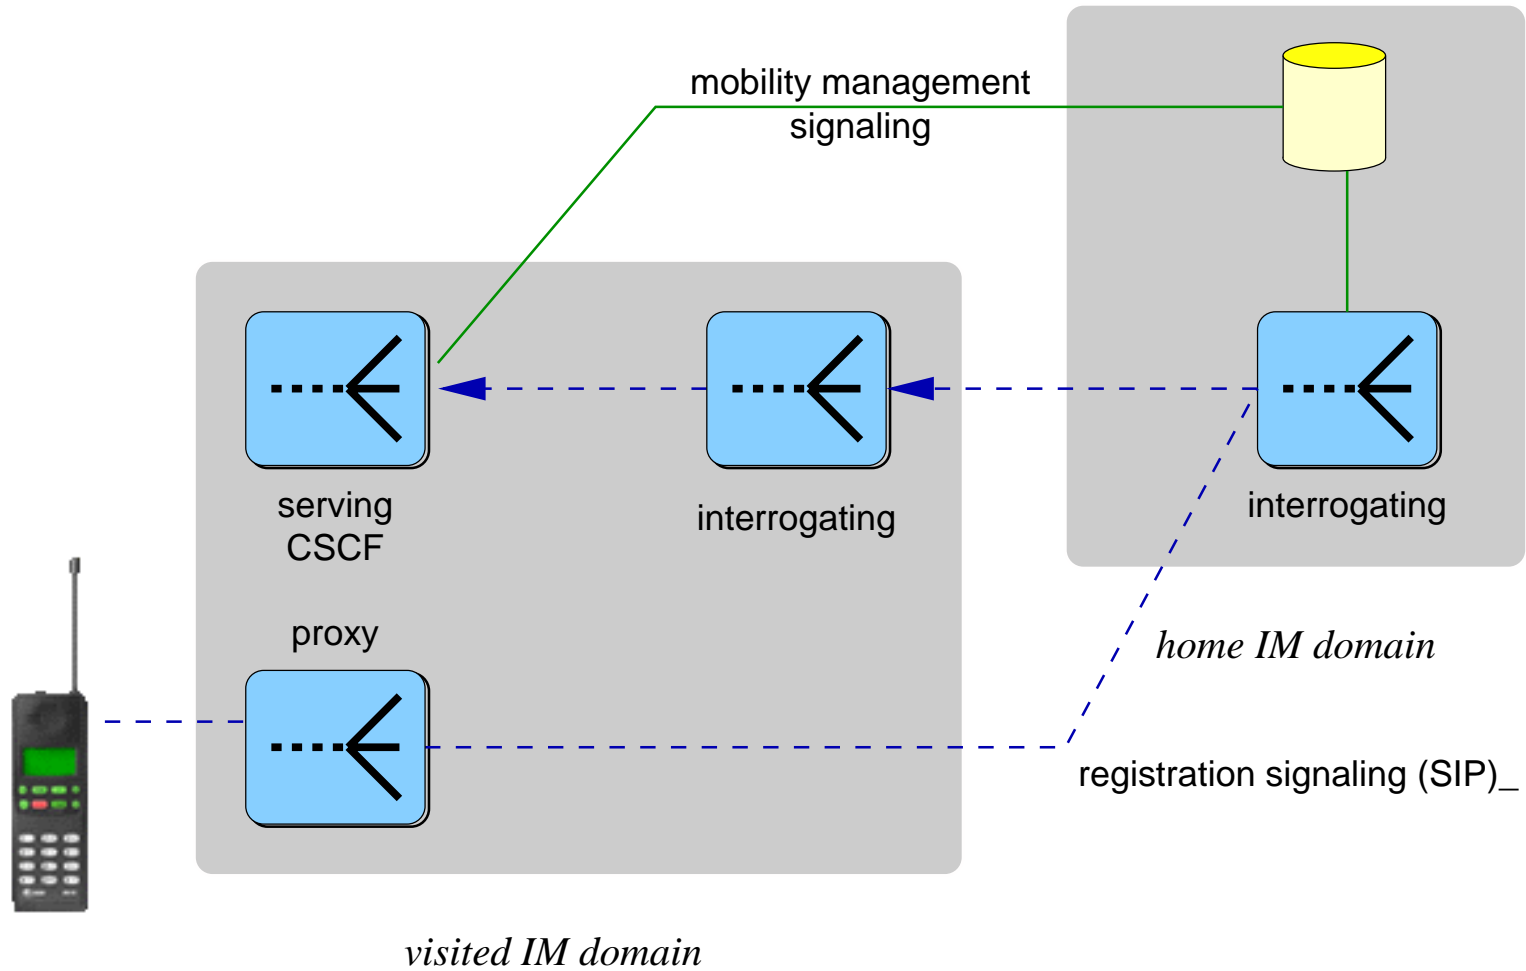 mobility management
signaling
serving
CSCF
interrogating
interrogating
proxy
home IM domain
registration signaling (SIP)_
visited IM domain